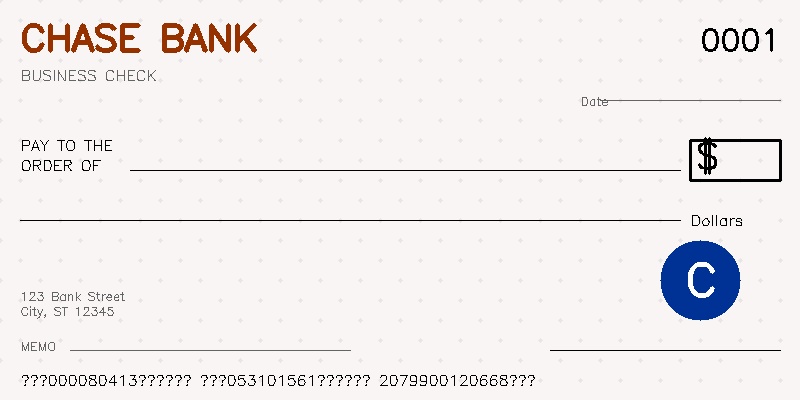 CHASE BANK
0001
BUSINESS CHECK
Date
PAY TO THE
ORDER OF
$
Dollars
C
123 Bank Street
City, ST 12345
MEMO
???000080413?????? ???053101561?????? 2079900120668???